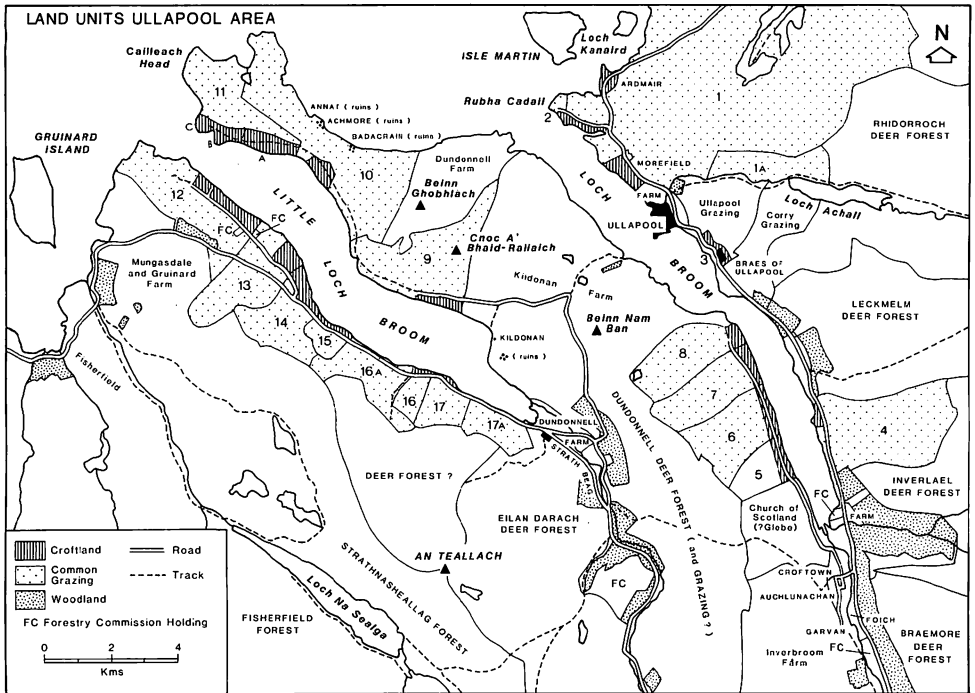 LAND UNITS ULLAPOOL AREA
N
Cailleach
Head
ISLE MARTIN
Loch
Kanaird
ARDMAIR
Rubha Cadail
11
1
2
C
B
A
ANNAT (ruins)
ACHMORE (ruins)
BADACRAIN (ruins)
GRUINARD
ISLAND
RHIDORROCH
DEER FOREST
Dundonnell
Farm
Beinn
Ghobhlach
10
MOREFIELD
1A
FARM
ULLAPOOL
Ullapool
Grazing
Corry
Grazing
Loch Achall
12
FC
FC
LITTLE
LOCH
BROOM
LOCH
BROOM
Cnoc A'
Bhaid-Railaich
9
3
BRAES OF
ULLAPOOL
Mungasdale
and Gruinard
Farm
13
Kildonan
Farm
LECKMELM
DEER FOREST
14
15
16A
16
17
17A
KILDONAN
(ruins)
Beinn Nam
Ban
8
7
6
5
4
Fisherfield
DUNDONNELL
FARM
STRATH BEAG
DUNDONNELL DEER FOREST (and GRAZING ?)
DEER FOREST ?
EILAN DARACH
DEER FOREST
INVERLAEL
DEER FOREST
FC
FARM
Church of
Scotland
(?Globe)
AN TEALLACH
STRATHNASHEALLAG FOREST
FC
CROFTOWN
AUCHLUNACHAN
Loch Na Sealga
FISHERFIELD
FOREST
FOICH
GARVAN
FC
Inverbroom
Farm
BRAEMORE
DEER
FOREST
Croftland
Road
Common
Grazing
Track
Woodland
FC Forestry Commission Holding
0 2 4
Kms